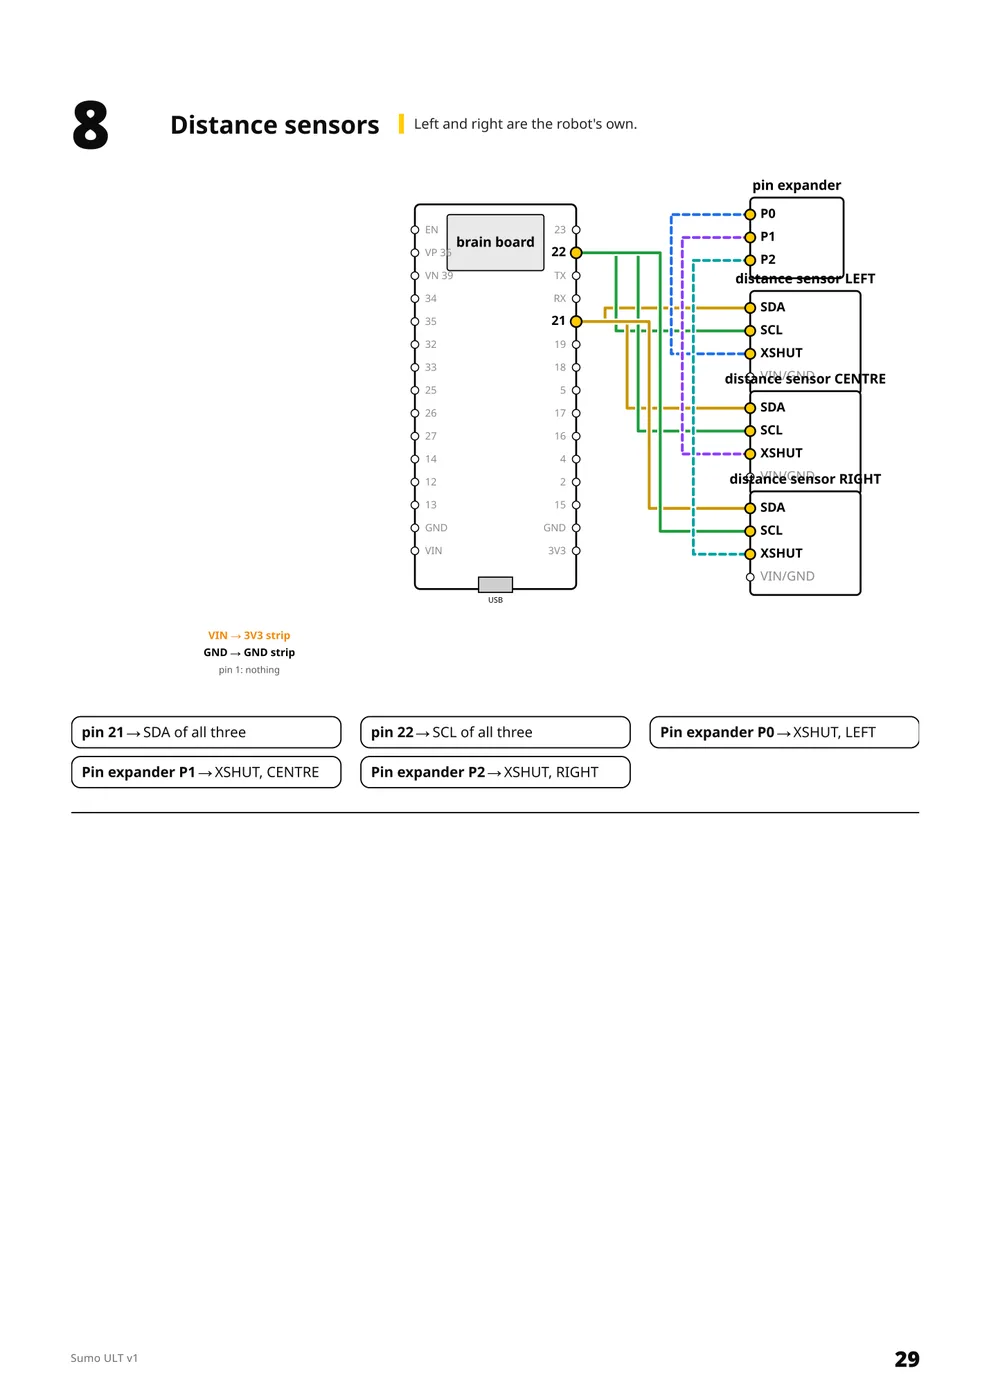 8
Distance sensors
Left and right are the robot's own.
pin expander
P0
P1
P2
distance sensor LEFT
SDA
SCL
XSHUT
VIN/GND
distance sensor CENTRE
SDA
SCL
XSHUT
VIN/GND
distance sensor RIGHT
SDA
SCL
XSHUT
VIN/GND
brain board
EN
VP 36
VN 39
34
35
32
33
25
26
27
14
12
13
GND
VIN
23
22
TX
RX
21
19
18
5
17
16
4
2
15
GND
3V3
USB
VIN → 3V3 strip
GND → GND strip
pin 1: nothing
pin 21 → SDA of all three
pin 22 → SCL of all three
Pin expander P0 → XSHUT, LEFT
Pin expander P1 → XSHUT, CENTRE
Pin expander P2 → XSHUT, RIGHT
Sumo ULT v1
29